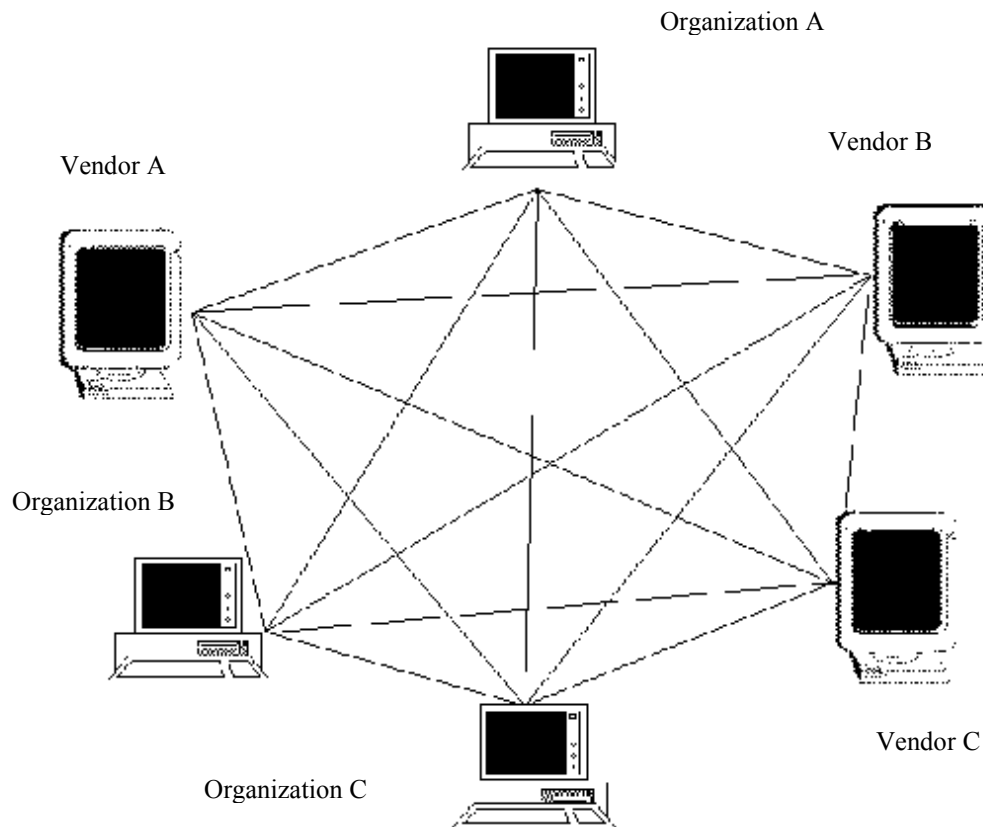 Organization A
Vendor B
Vendor A
Organization B
Vendor C
Organization C